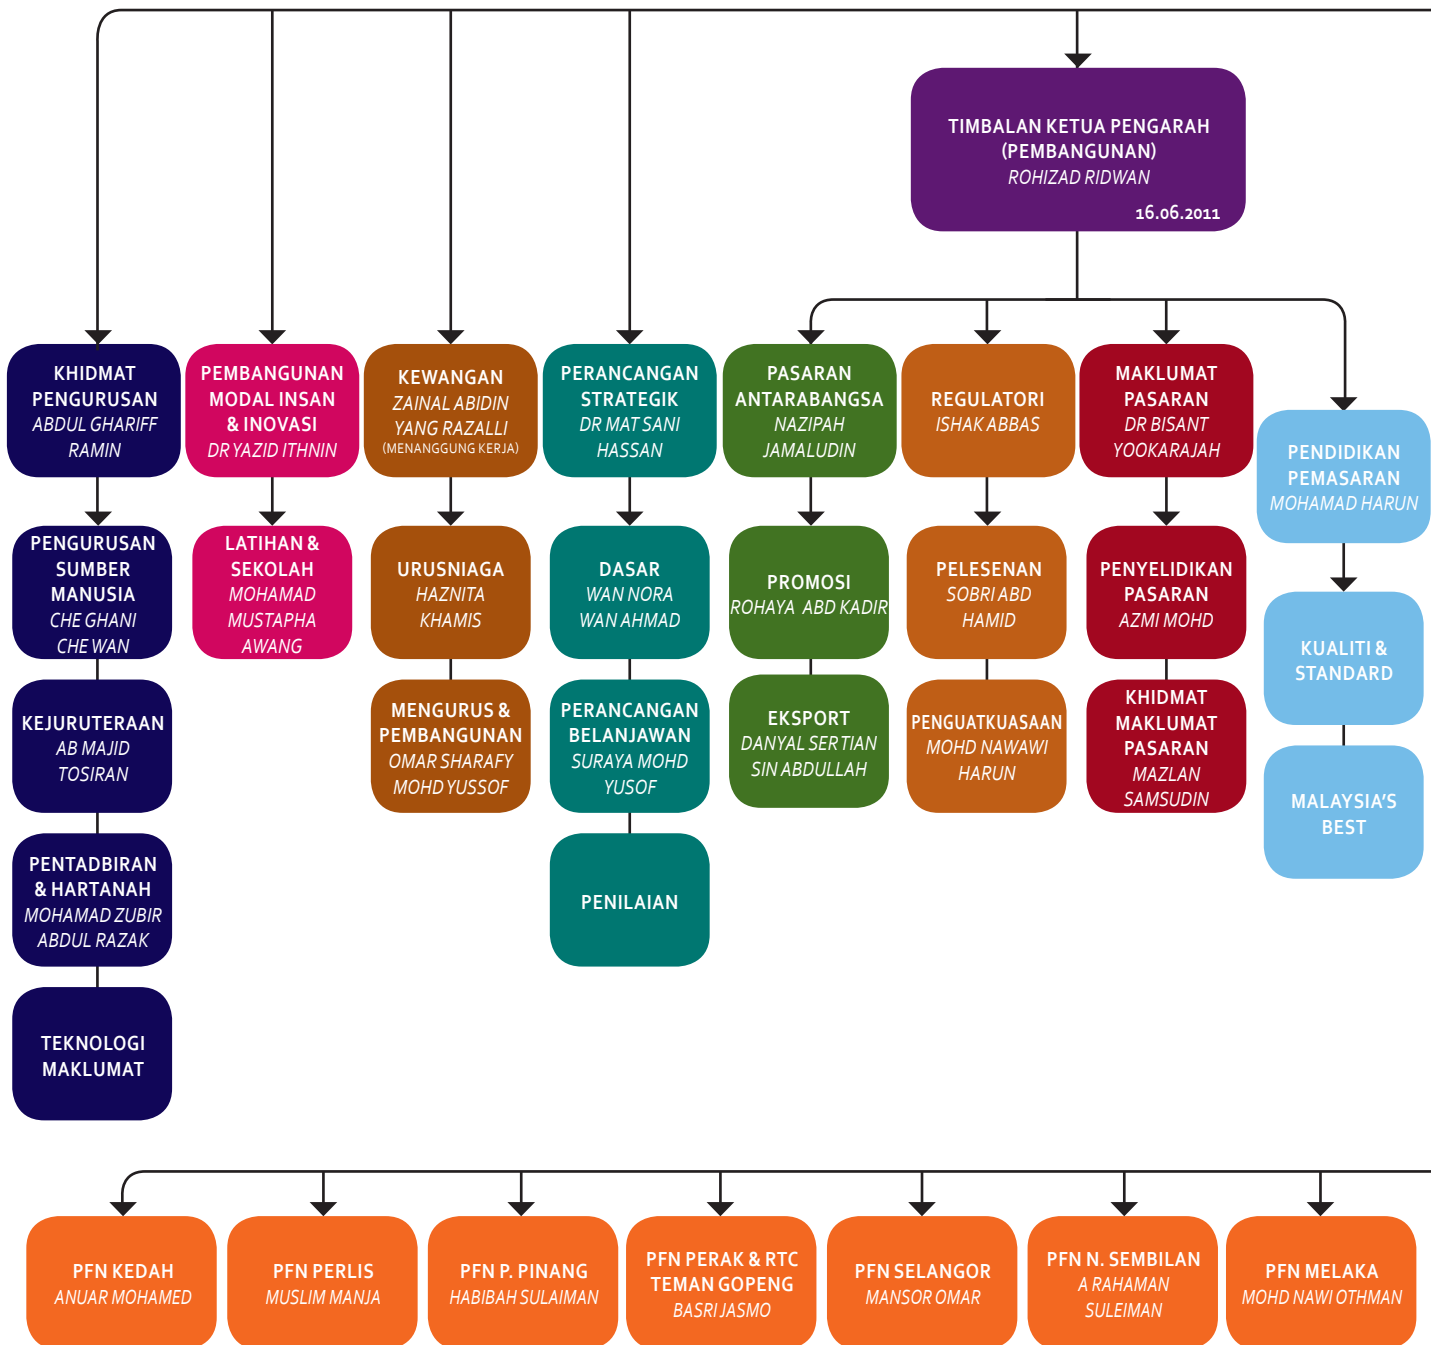 TIMBALAN KETUA PENGARAH
(PEMBANGUNAN)
ROHIZAD RIDWAN
16.06.2011
KHIDMAT
PENGURUSAN
ABDUL GHARIFF
RAMIN
PEMBANGUNAN
MODAL INSAN
& INOVASI
DR YAZID ITHNIN
KEWANGAN
ZAINAL ABIDIN
YANG RAZALLI
(MENANGGUNG KERJA)
PERANCANGAN
STRATEGIK
DR MAT SANI
HASSAN
PASARAN
ANTARABANGSA
NAZIPAH
JAMALUDIN
REGULATORI
ISHAK ABBAS
MAKLUMAT
PASARAN
DR BISANT
YOOKARAJAH
PENDIDIKAN
PEMASARAN
MOHAMAD HARUN
PENGURUSAN
SUMBER
MANUSIA
CHE GHANI
CHE WAN
LATIHAN &
SEKOLAH
MOHAMAD
MUSTAPHA
AWANG
URUSNIAGA
HAZNITA
KHAMIS
DASAR
WAN NORA
WAN AHMAD
PROMOSI
ROHAYA ABD KADIR
PELESENAN
SOBRI ABD
HAMID
PENYELIDIKAN
PASARAN
AZMI MOHD
KUALITI &
STANDARD
KEJURUTERAAN
AB MAJID
TOSIRAN
MENGURUS &
PEMBANGUNAN
OMAR SHARAFY
MOHD YUSSOF
PERANCANGAN
BELANJAWAN
SURAYA MOHD
YUSOF
EKSPORT
DANYAL SERTIAN
SIN ABDULLAH
PENGUATKUASAAN
MOHD NAWAWI
HARUN
KHIDMAT
MAKLUMAT
PASARAN
MAZLAN
SAMSUDIN
MALAYSIA'S
BEST
PENTADBIRAN
& HARTANAH
MOHAMAD ZUBIR
ABDUL RAZAK
PENILAIAN
TEKNOLOGI
MAKLUMAT
PFN KEDAH
ANUAR MOHAMED
PFN PERLIS
MUSLIM MANJA
PFN P. PINANG
HABIBAH SULAIMAN
PFN PERAK & RTC
TEMAN GOPENG
BASRI JASMO
PFN SELANGOR
MANSOR OMAR
PFN N. SEMBILAN
A RAHAMAN
SULEIMAN
PFN MELAKA
MOHD NAWI OTHMAN